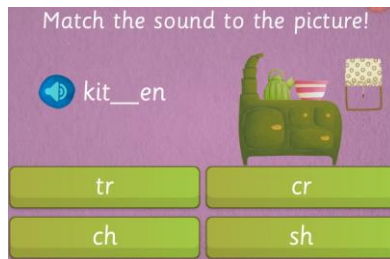 Match the sound to the picture!
kit__en
tr
cr
ch
sh